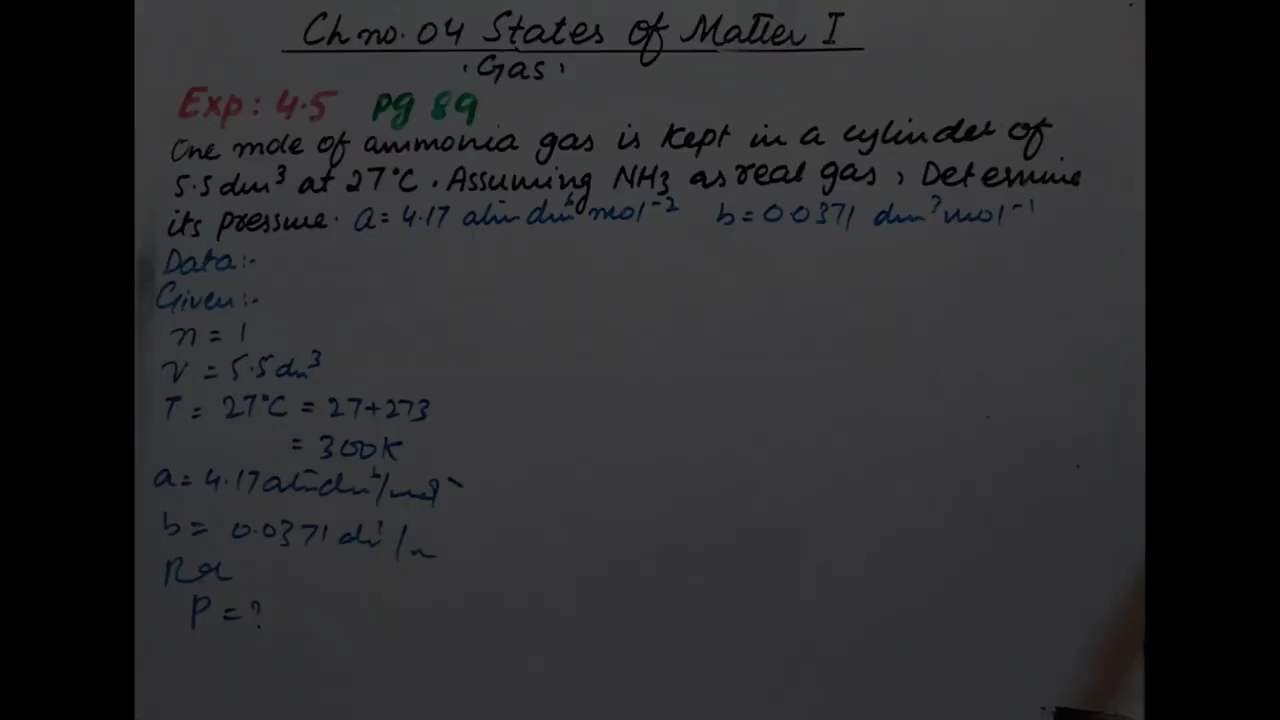 Ch no. 04 States of Matter I
Gas
Exp: 4.5 pg 89
One mole of ammonia gas is kept in a cylinder of
5.5 dm³ at 27°C. Assuming NH3 as real gas, Determine
its pressure. a = 4.17 atm dm⁶ mol⁻² b = 0.0371 dm³ mol⁻¹
Data:-
Given:-
n = 1
v = 5.5 dm³
T = 27°C = 27+273
= 300K
a = 4.17 atm dm⁶/mol
b = 0.0371 dm³/
P = ?